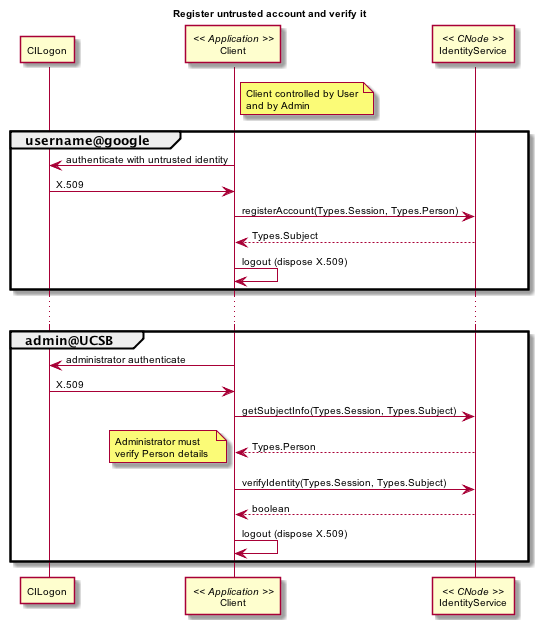 Register untrusted account and verify it
CILogon
<< Application >>
Client
<< CNode >>
IdentityService
Client controlled by User
and by Admin
username@google
authenticate with untrusted identity
X.509
registerAccount(Types.Session, Types.Person)
Types.Subject
logout (dispose X.509)
admin@UCSB
administrator authenticate
X.509
getSubjectInfo(Types.Session, Types.Subject)
Administrator must
verify Person details
Types.Person
verifyIdentity(Types.Session, Types.Subject)
boolean
logout (dispose X.509)
CILogon
<< Application >>
Client
<< CNode >>
IdentityService